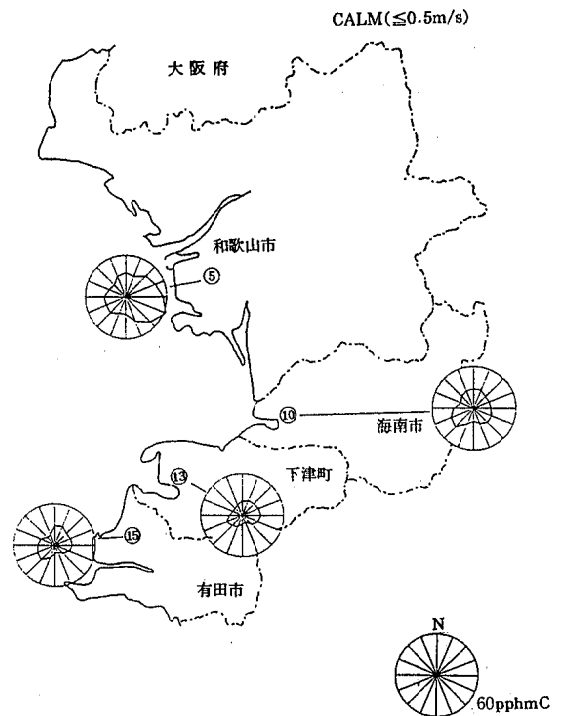 CALM(≦0.5m/s)
大阪府
和歌山市
⑤
⑩
海南市
⑬
下津町
⑮
有田市
N
60pphmC